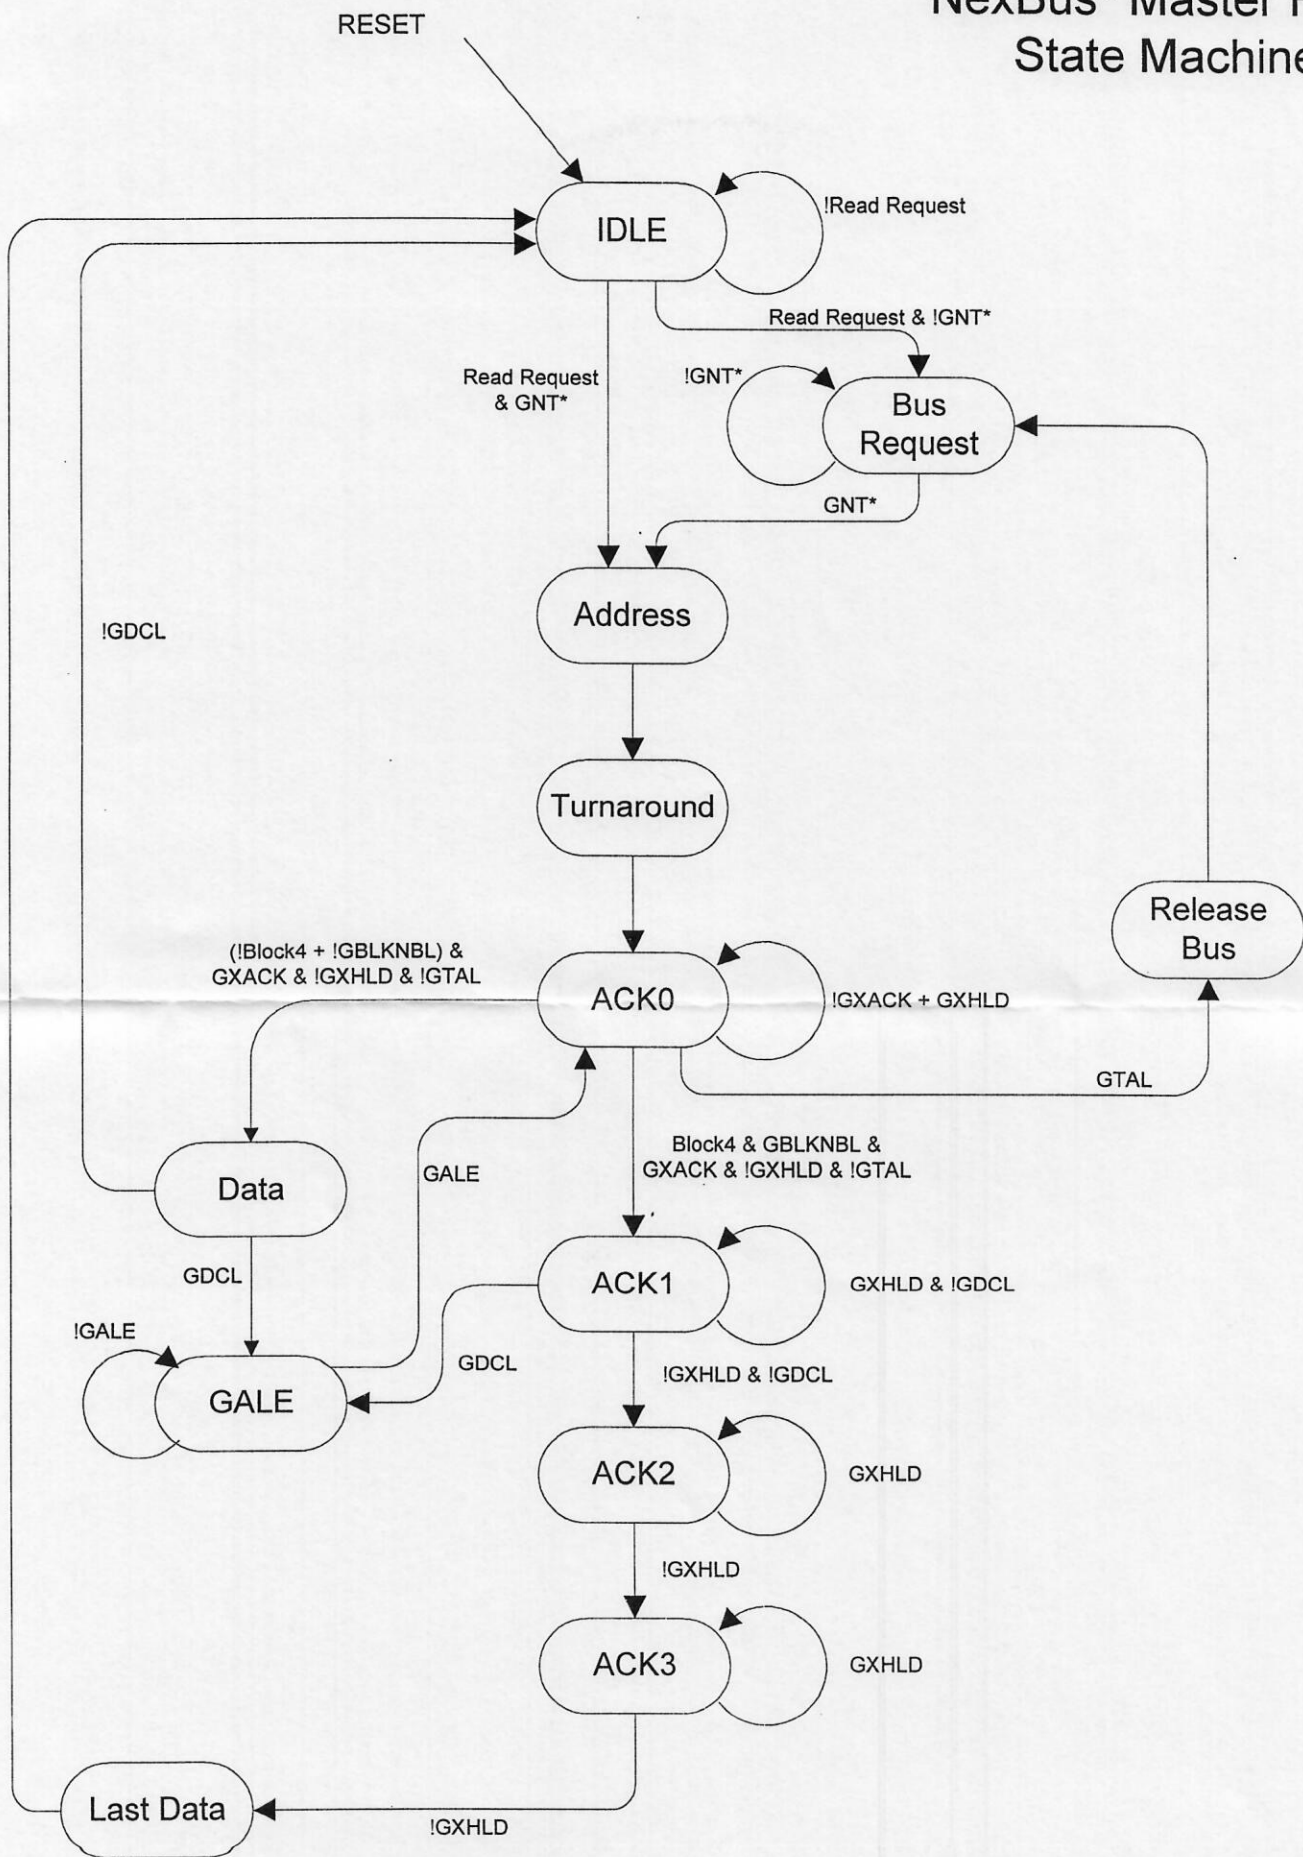 NexBus Master
State Machine
RESET
IDLE
!Read Request
Read Request & !GNT*
Read Request
& GNT*
!GNT*
Bus
Request
GNT*
Address
!GDCL
Turnaround
Release
Bus
(!Block4 + !GBLKNBL) &
GXACK & !GXHLD & !GTAL
ACK0
!GXACK + GXHLD
GTAL
Block4 & GBLKNBL &
GXACK & !GXHLD & !GTAL
GALE
Data
GDCL
ACK1
GXHLD & !GDCL
!GALE
GDCL
!GXHLD & !GDCL
GALE
ACK2
GXHLD
!GXHLD
ACK3
GXHLD
Last Data
!GXHLD